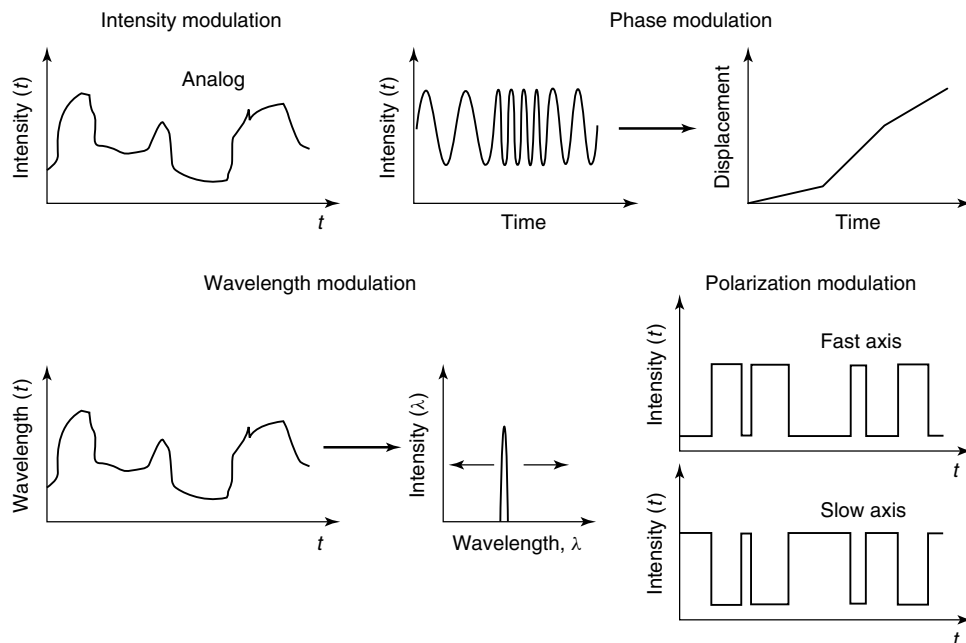 Intensity modulation
Intensity (t)
Analog
t
Phase modulation
Intensity (t)
Time
Displacement
Time
Wavelength modulation
Wavelength (t)
t
Intensity (λ)
Wavelength, λ
Polarization modulation
Intensity (t)
Fast axis
t
Intensity (t)
Slow axis
t